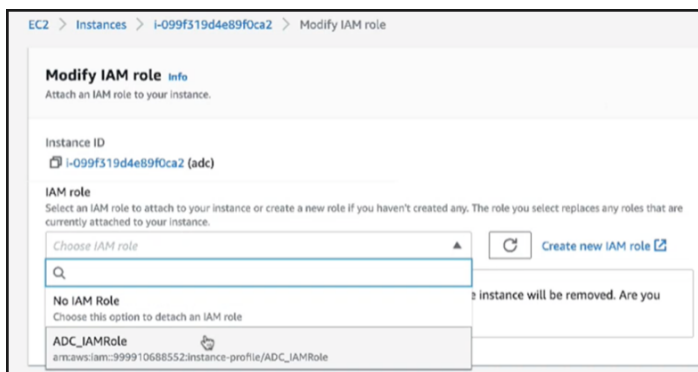 EC2 > Instances > i-099f319d4e89f0ca2 > Modify IAM role
Modify IAM role Info
Attach an IAM role to your instance.
Instance ID
i-099f319d4e89f0ca2 (adc)
IAM role
Select an IAM role to attach to your instance or create a new role if you haven't created any. The role you select replaces any roles that are
currently attached to your instance.
Choose IAM role
Create new IAM role
No IAM Role
Choose this option to detach an IAM role
instance will be removed. Are you
ADC_IAMRole
arn:aws:iam::999910688552:instance-profile/ADC_IAMRole